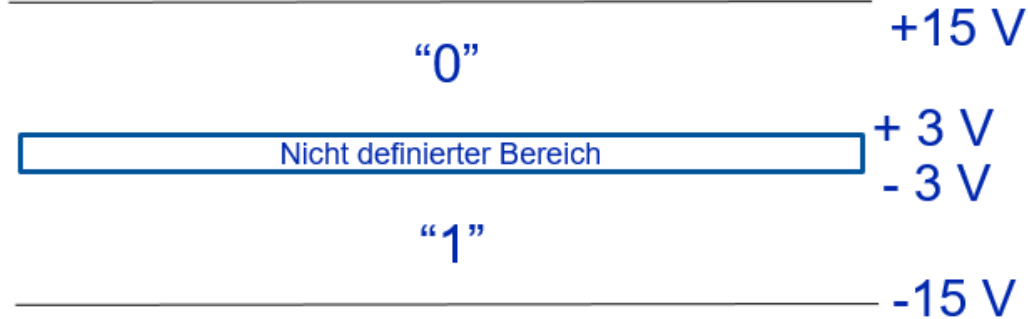 +15 V
“0”
+ 3 V
Nicht definierter Bereich
- 3 V
“1”
-15 V